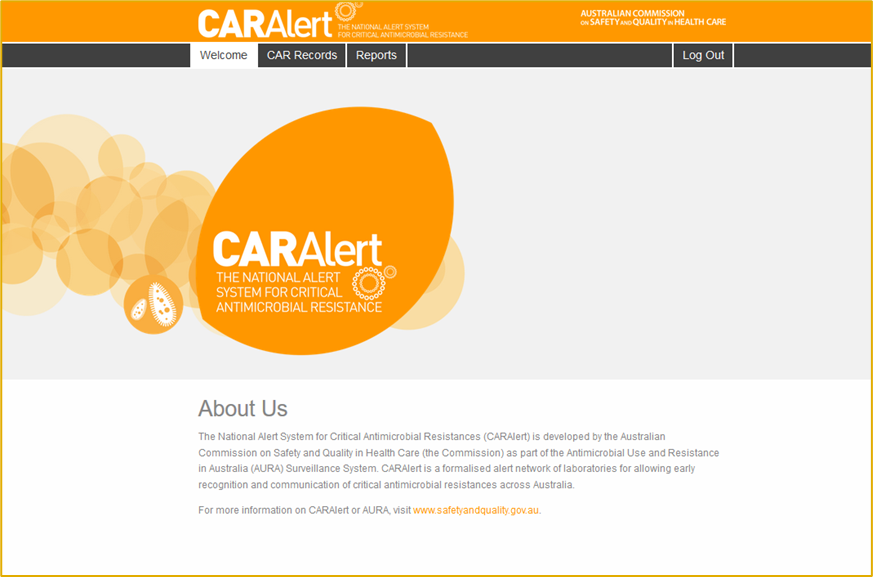 CARAlert
THE NATIONAL ALERT SYSTEM
FOR CRITICAL ANTIMICROBIAL RESISTANCE
AUSTRALIAN COMMISSION
ON SAFETY AND QUALITY IN HEALTH CARE
Welcome
CAR Records
Reports
Log Out
CARAlert
THE NATIONAL ALERT
SYSTEM FOR CRITICAL
ANTIMICROBIAL RESISTANCE
About Us
The National Alert System for Critical Antimicrobial Resistances (CARAlert) is developed by the Australian
Commission on Safety and Quality in Health Care (the Commission) as part of the Antimicrobial Use and Resistance
in Australia (AURA) Surveillance System. CARAlert is a formalised alert network of laboratories for allowing early
recognition and communication of critical antimicrobial resistances across Australia.
For more information on CARAlert or AURA, visit www.safetyandquality.gov.au.